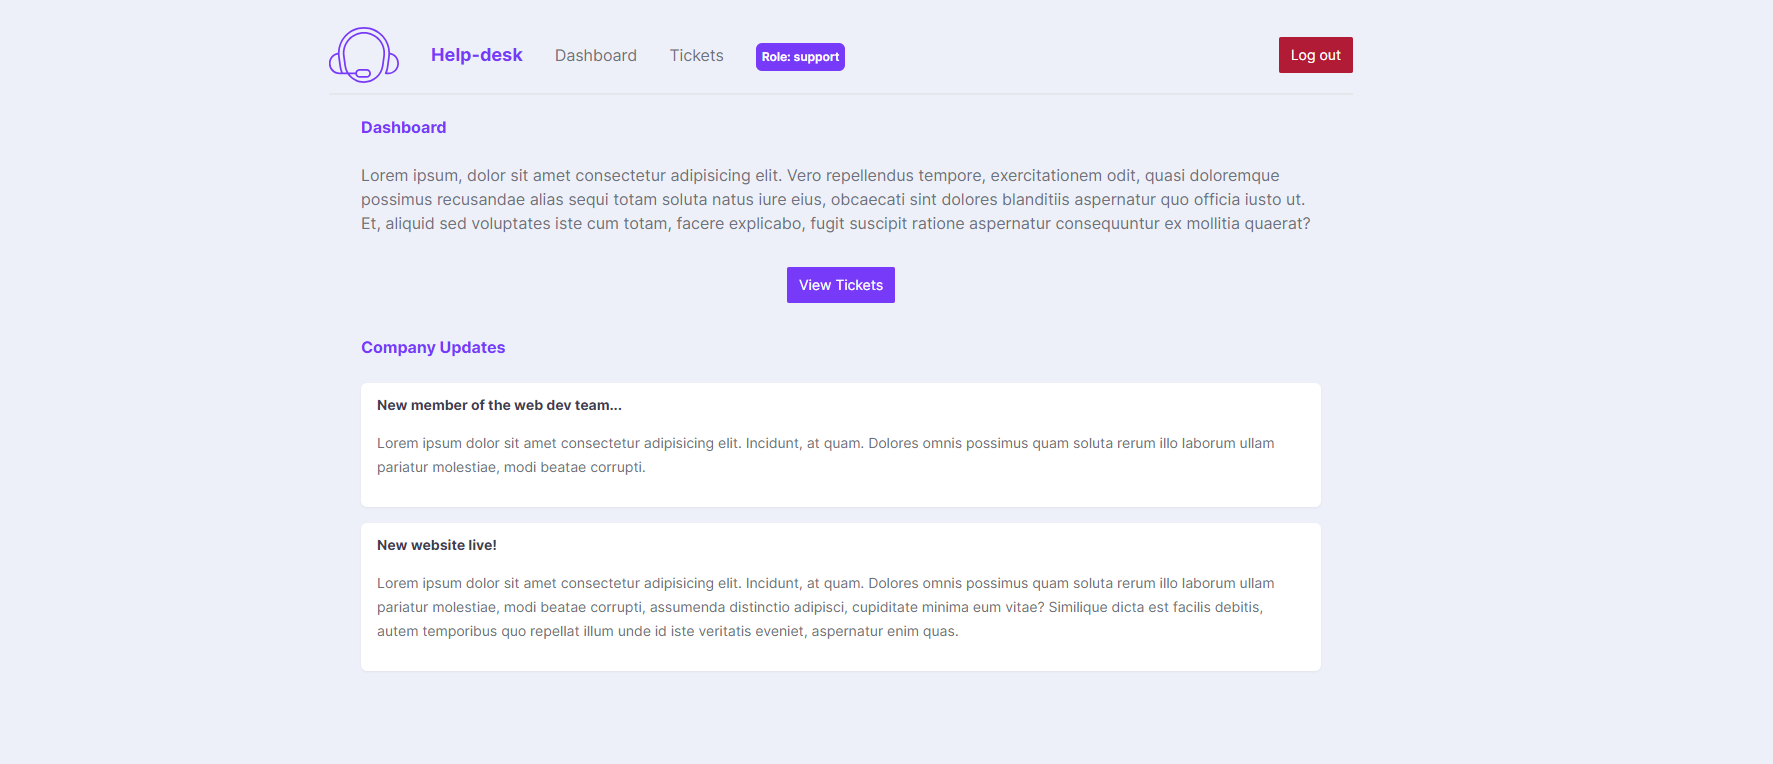 Help-desk Dashboard Tickets Role: support Log out
Dashboard
Lorem ipsum, dolor sit amet consectetur adipisicing elit. Vero repellendus tempore, exercitationem odit, quasi doloremque
possimus recusandae alias sequi totam soluta natus iure eius, obcaecati sint dolores blanditiis aspernatur quo officia iusto ut.
Et, aliquid sed voluptates iste cum totam, facere explicabo, fugit suscipit ratione aspernatur consequuntur ex mollitia quaerat?
View Tickets
Company Updates
New member of the web dev team...
Lorem ipsum dolor sit amet consectetur adipisicing elit. Incidunt, at quam. Dolores omnis possimus quam soluta rerum illo laborum ullam
pariatur molestiae, modi beatae corrupti.
New website live!
Lorem ipsum dolor sit amet consectetur adipisicing elit. Incidunt, at quam. Dolores omnis possimus quam soluta rerum illo laborum ullam
pariatur molestiae, modi beatae corrupti, assumenda distinctio adipisci, cupiditate minima eum vitae? Similique dicta est facilis debitis,
autem temporibus quo repellat illum unde id iste veritatis eveniet, aspernatur enim quas.